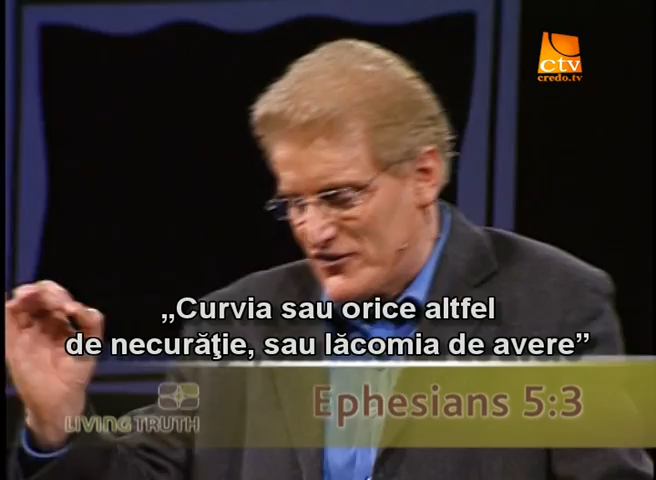 ctv
credo.tv
„Curvia sau orice altfel
de necurăţie, sau lăcomia de avere”
Ephesians 5:3
LIVING TRUTH